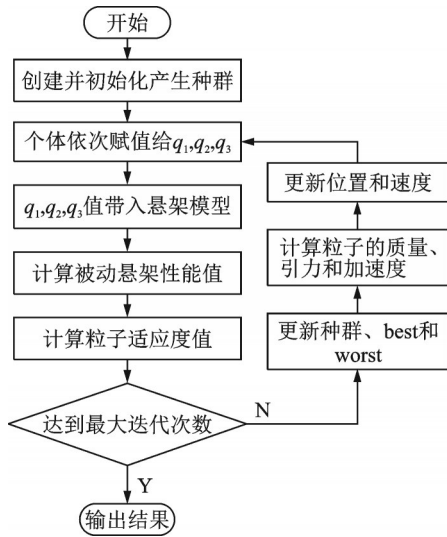 开始
创建并初始化产生种群
个体依次赋值给q₁,q₂,q₃
q₁,q₂,q₃值带入悬架模型
计算被动悬架性能值
计算粒子适应度值
达到最大迭代次数
N
Y
输出结果
更新种群、best和
worst
计算粒子的质量、
引力和加速度
更新位置和速度